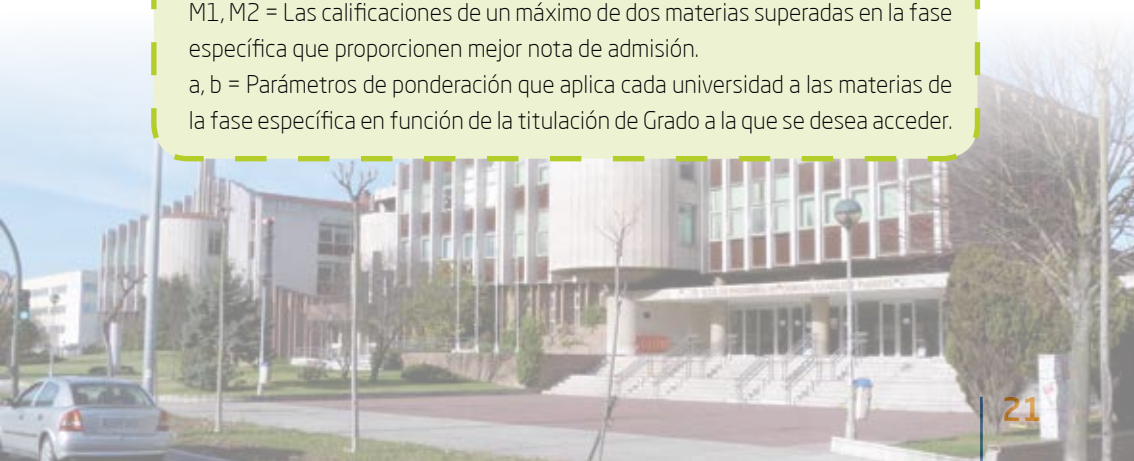 M1, M2 = Las calificaciones de un máximo de dos materias superadas en la fase
específica que proporcionen mejor nota de admisión.
a, b = Parámetros de ponderación que aplica cada universidad a las materias de
la fase específica en función de la titulación de Grado a la que se desea acceder.
21